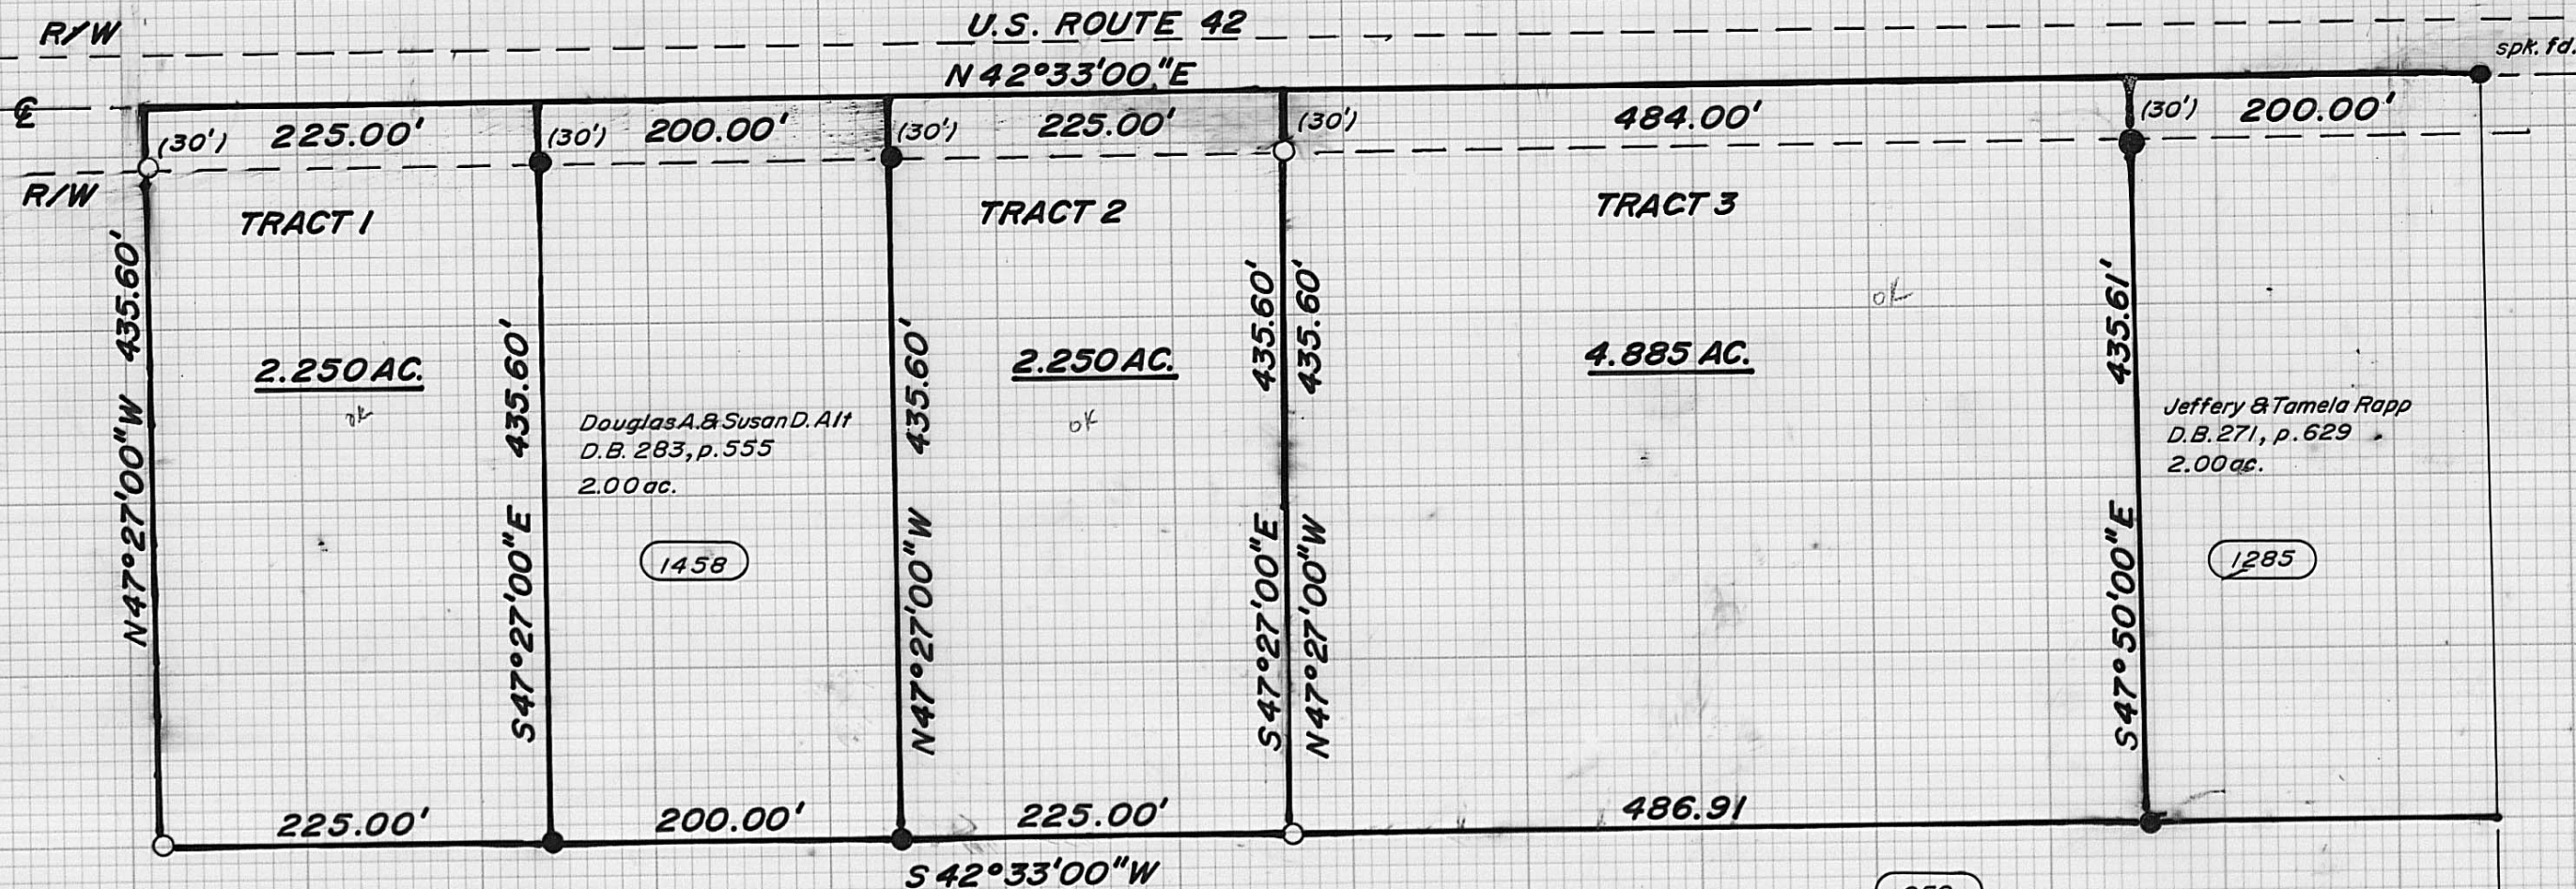 R/W
U.S. ROUTE 42
spk. fd.
N 42°33'00"E
℄
(30') 225.00' (30') 200.00' (30') 225.00' (30') 484.00' (30') 200.00'
R/W
TRACT 1
TRACT 2
TRACT 3
N47°27'00"W 435.60'
2.250 AC.
ok
S47°27'00"E 435.60'
Douglas A. & Susan D. Alt
D.B. 283, p. 555
2.00 ac.
1458
N47°27'00"W 435.60'
2.250 AC.
ok
S47°27'00"E 435.60'
N47°27'00"W 435.60'
ok
4.885 AC.
S47°50'00"E 435.61'
Jeffery & Tamela Rapp
D.B. 271, p. 629
2.00 ac.
1285
225.00' 200.00' 225.00' 486.91
S 42°33'00"W